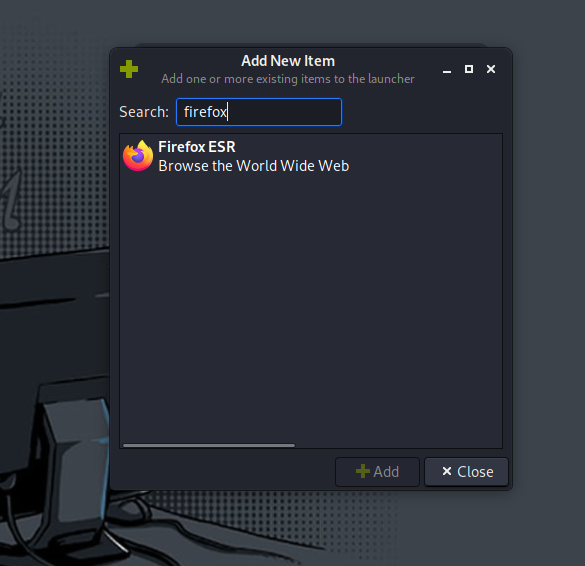 Add New Item
Add one or more existing items to the launcher
Search: firefox
Firefox ESR
Browse the World Wide Web
Add
Close